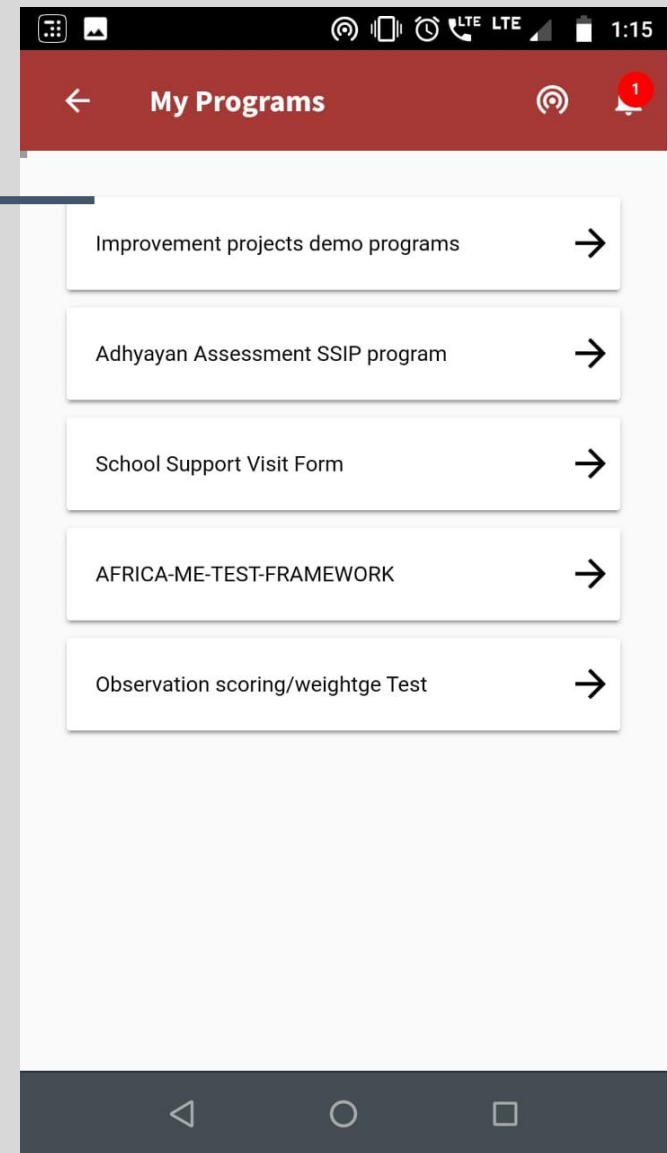 LTE LTE 1:15
My Programs 1
Improvement projects demo programs
Adhyayan Assessment SSIP program
School Support Visit Form
AFRICA-ME-TEST-FRAMEWORK
Observation scoring/weightge Test